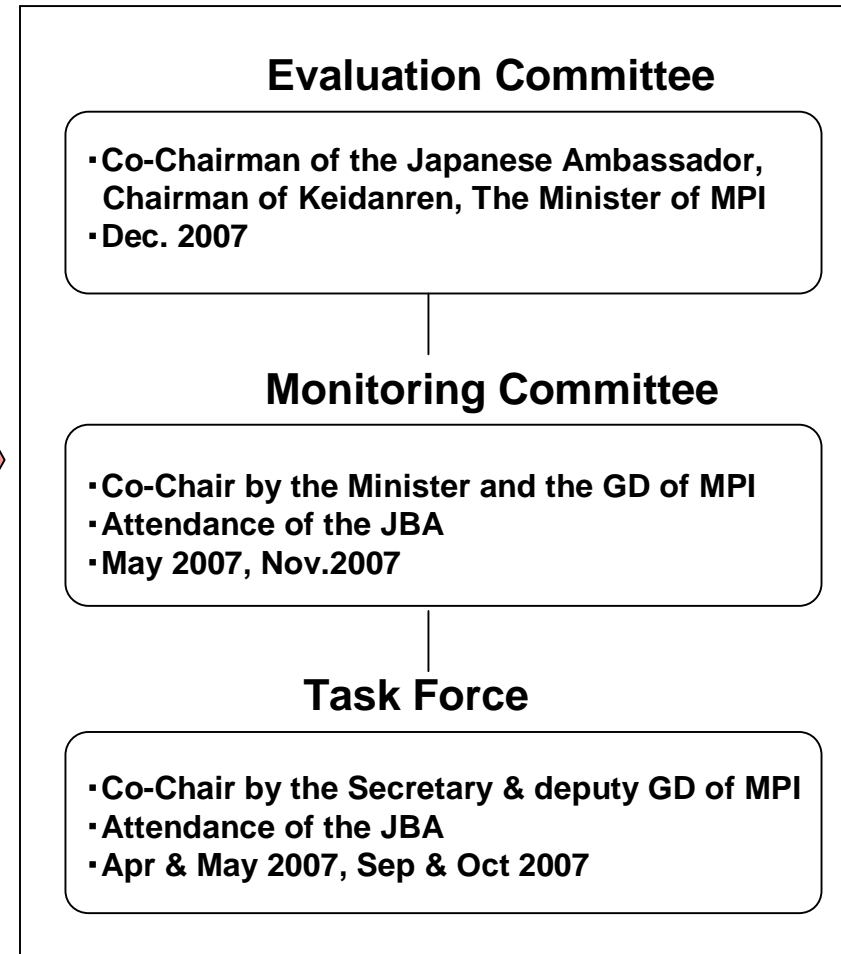 Evaluation Committee
･Co-Chairman of the Japanese Ambassador,
Chairman of Keidanren, The Minister of MPI
･Dec. 2007
Monitoring Committee
･Co-Chair by the Minister and the GD of MPI
･Attendance of the JBA
･May 2007, Nov.2007
Task Force
･Co-Chair by the Secretary & deputy GD of MPI
･Attendance of the JBA
･Apr & May 2007, Sep & Oct 2007